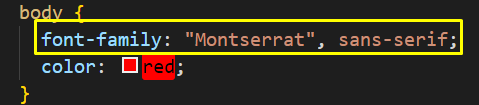 body {
font-family: "Montserrat", sans-serif;
color: red;
}